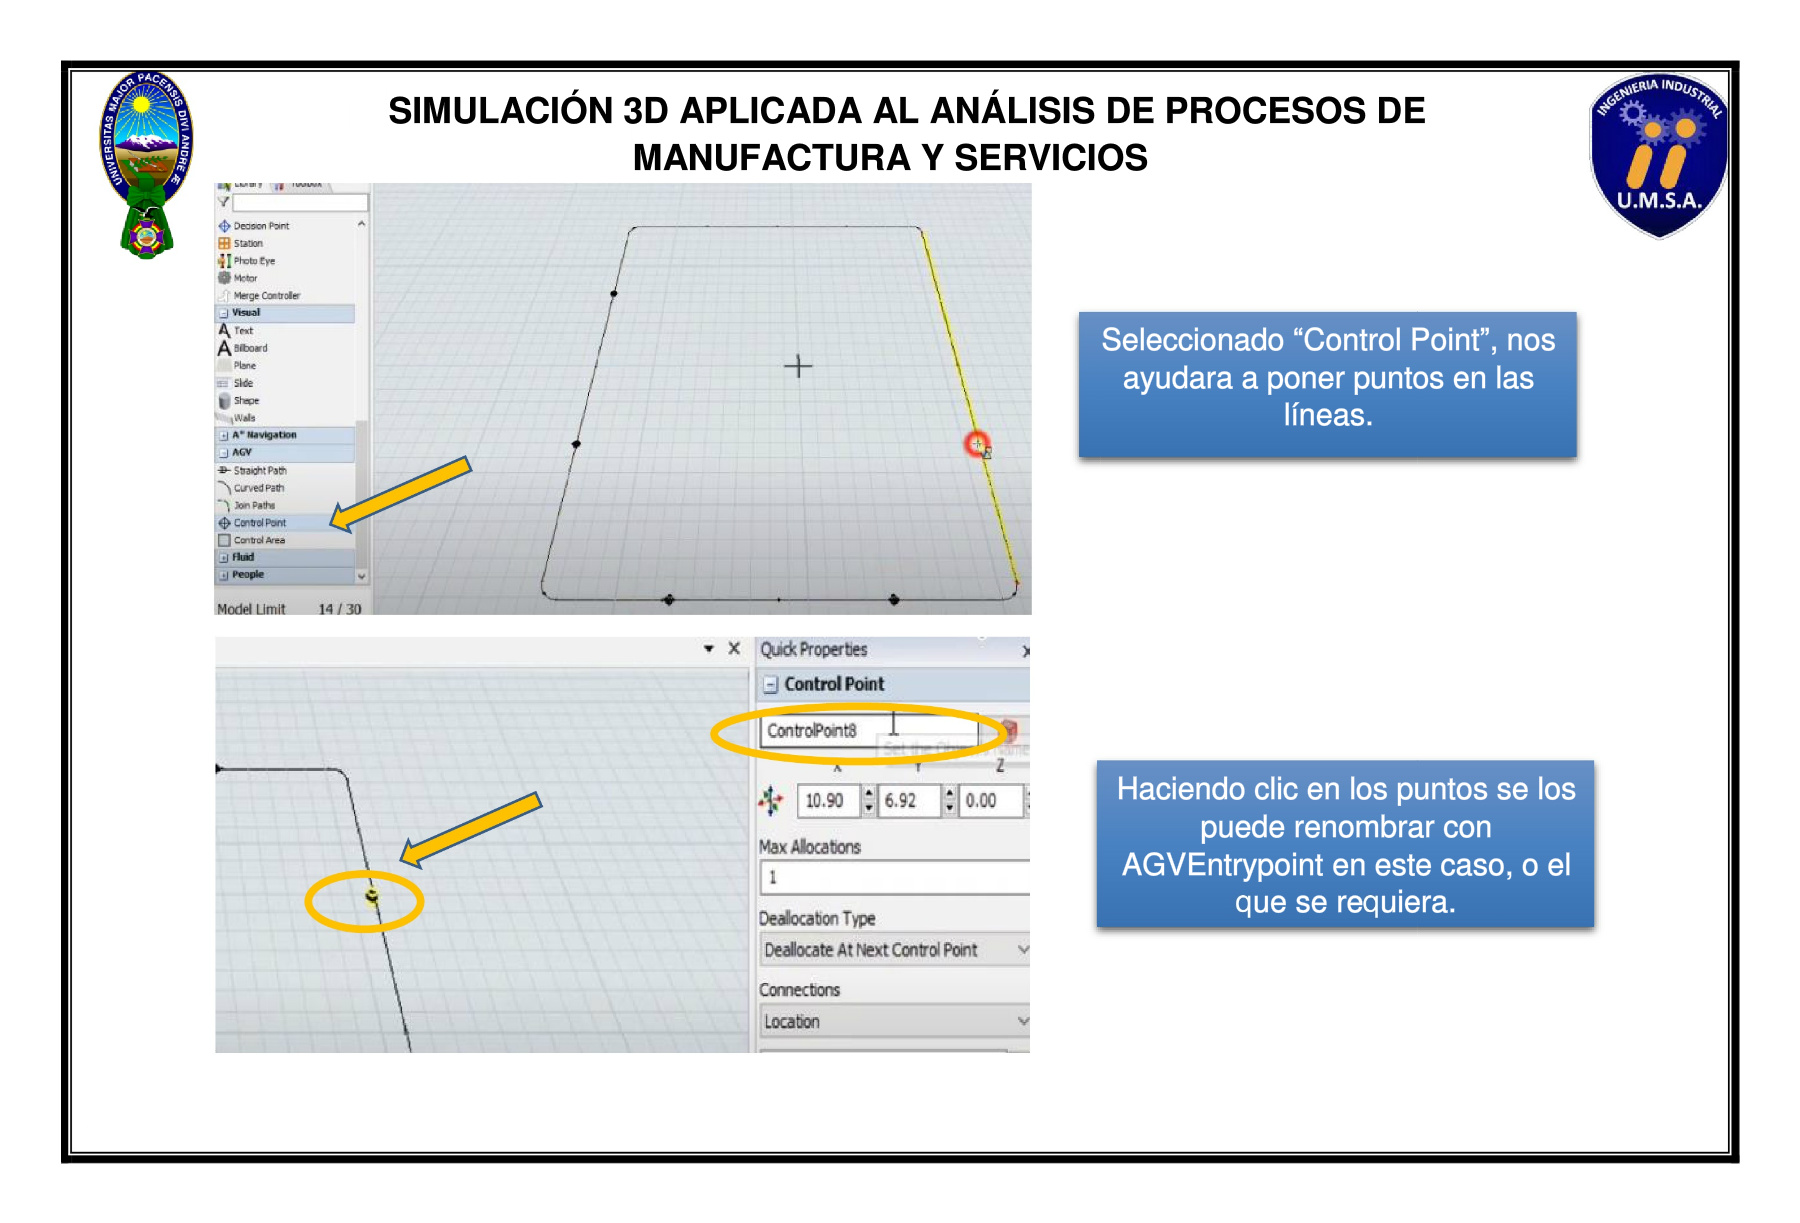 UNIVERSITAS MAJOR PACENSIS DIVI ANDRE Æ
SIMULACIÓN 3D APLICADA AL ANÁLISIS DE PROCESOS DE
MANUFACTURA Y SERVICIOS
INGENIERIA INDUSTRIAL
U.M.S.A.
Library Toolbox
Decision Point
Station
Photo Eye
Motor
Merge Controller
Visual
A Text
A Billboard
Plane
Slide
Shape
Walls
A* Navigation
AGV
Straight Path
Curved Path
Join Paths
Control Point
Control Area
Fluid
People
Model Limit 14 / 30
Seleccionado “Control Point”, nos
ayudara a poner puntos en las
líneas.
Quick Properties
Control Point
ControlPoint8
Set the Object Name
X Y Z
10.90 6.92 0.00
Max Allocations
1
Deallocation Type
Deallocate At Next Control Point
Connections
Location
Haciendo clic en los puntos se los
puede renombrar con
AGVEntrypoint en este caso, o el
que se requiera.